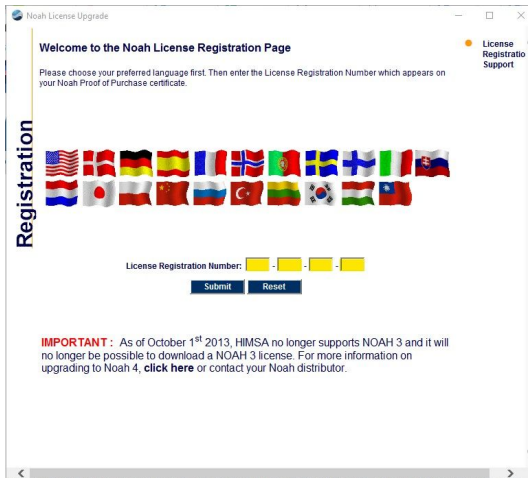 Noah License Upgrade
Welcome to the Noah License Registration Page
Please choose your preferred language first. Then enter the License Registration Number which appears on
your Noah Proof of Purchase certificate.
License
Registratio
Support
Registration
License Registration Number: - - -
Submit Reset
IMPORTANT : As of October 1st 2013, HIMSA no longer supports NOAH 3 and it will
no longer be possible to download a NOAH 3 license. For more information on
upgrading to Noah 4, click here or contact your Noah distributor.